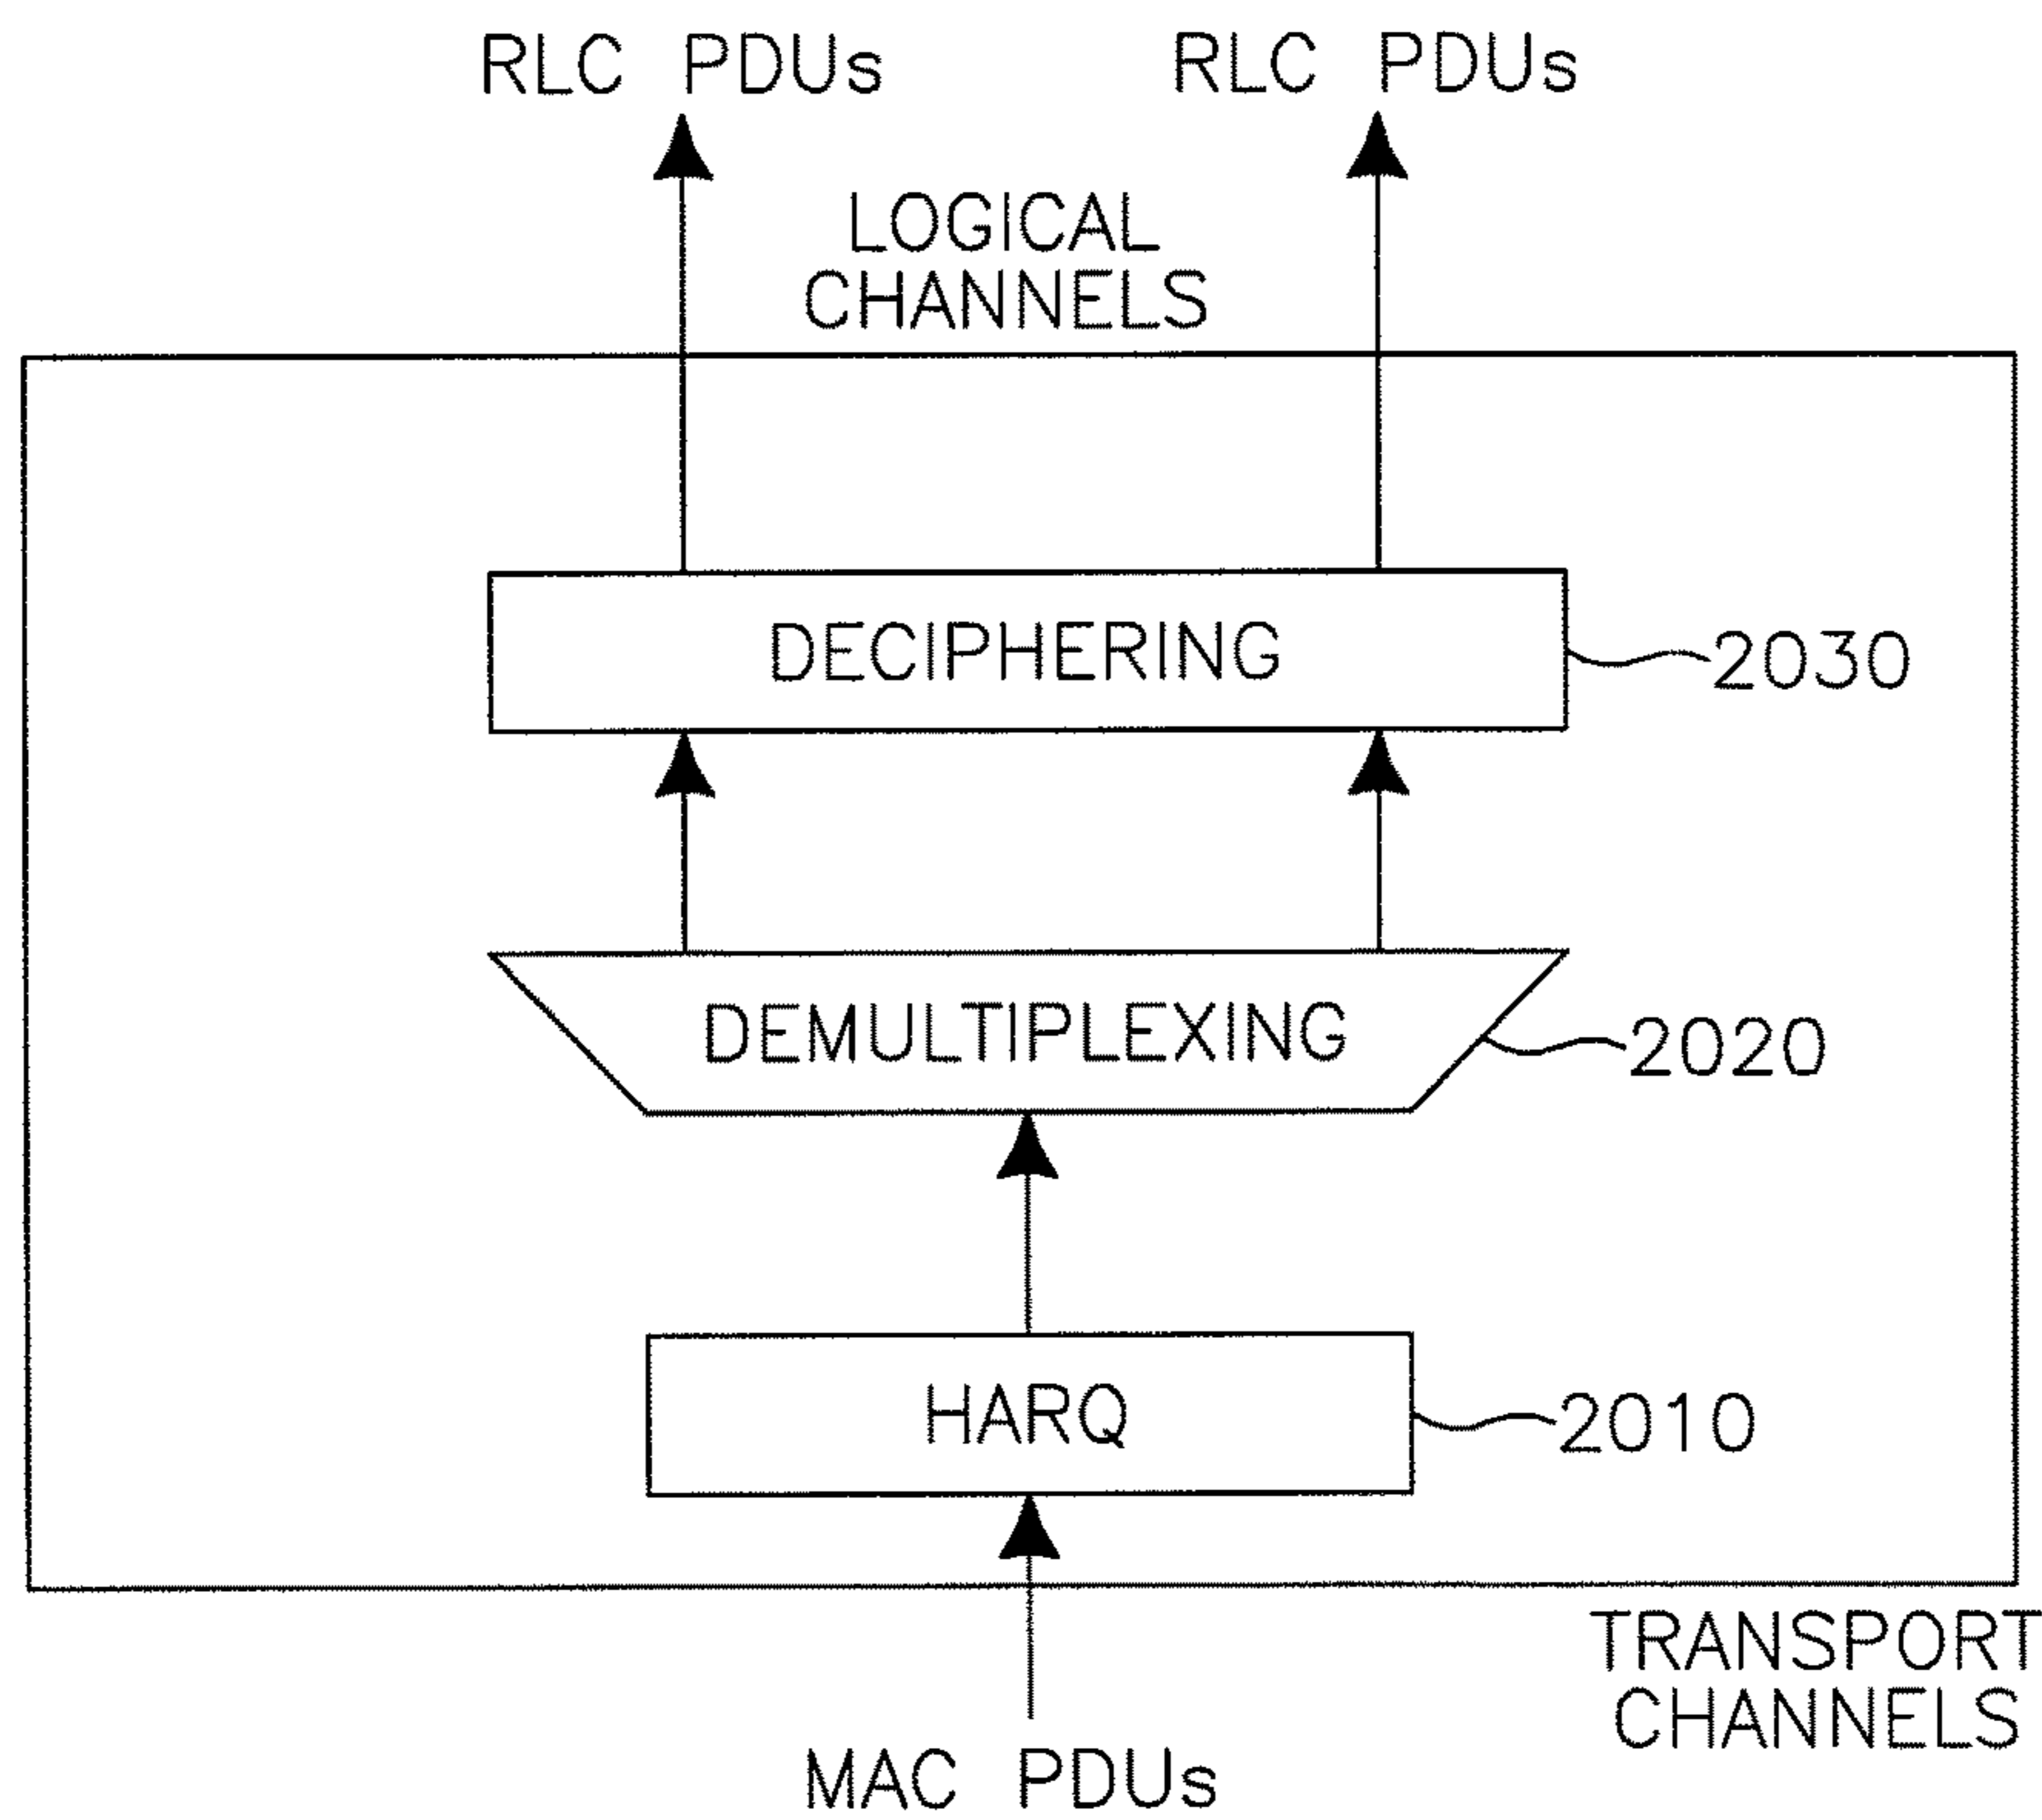 RLC PDUs
RLC PDUs
LOGICAL
CHANNELS
DECIPHERING
2030
DEMULTIPLEXING
2020
HARQ
2010
TRANSPORT
CHANNELS
MAC PDUs